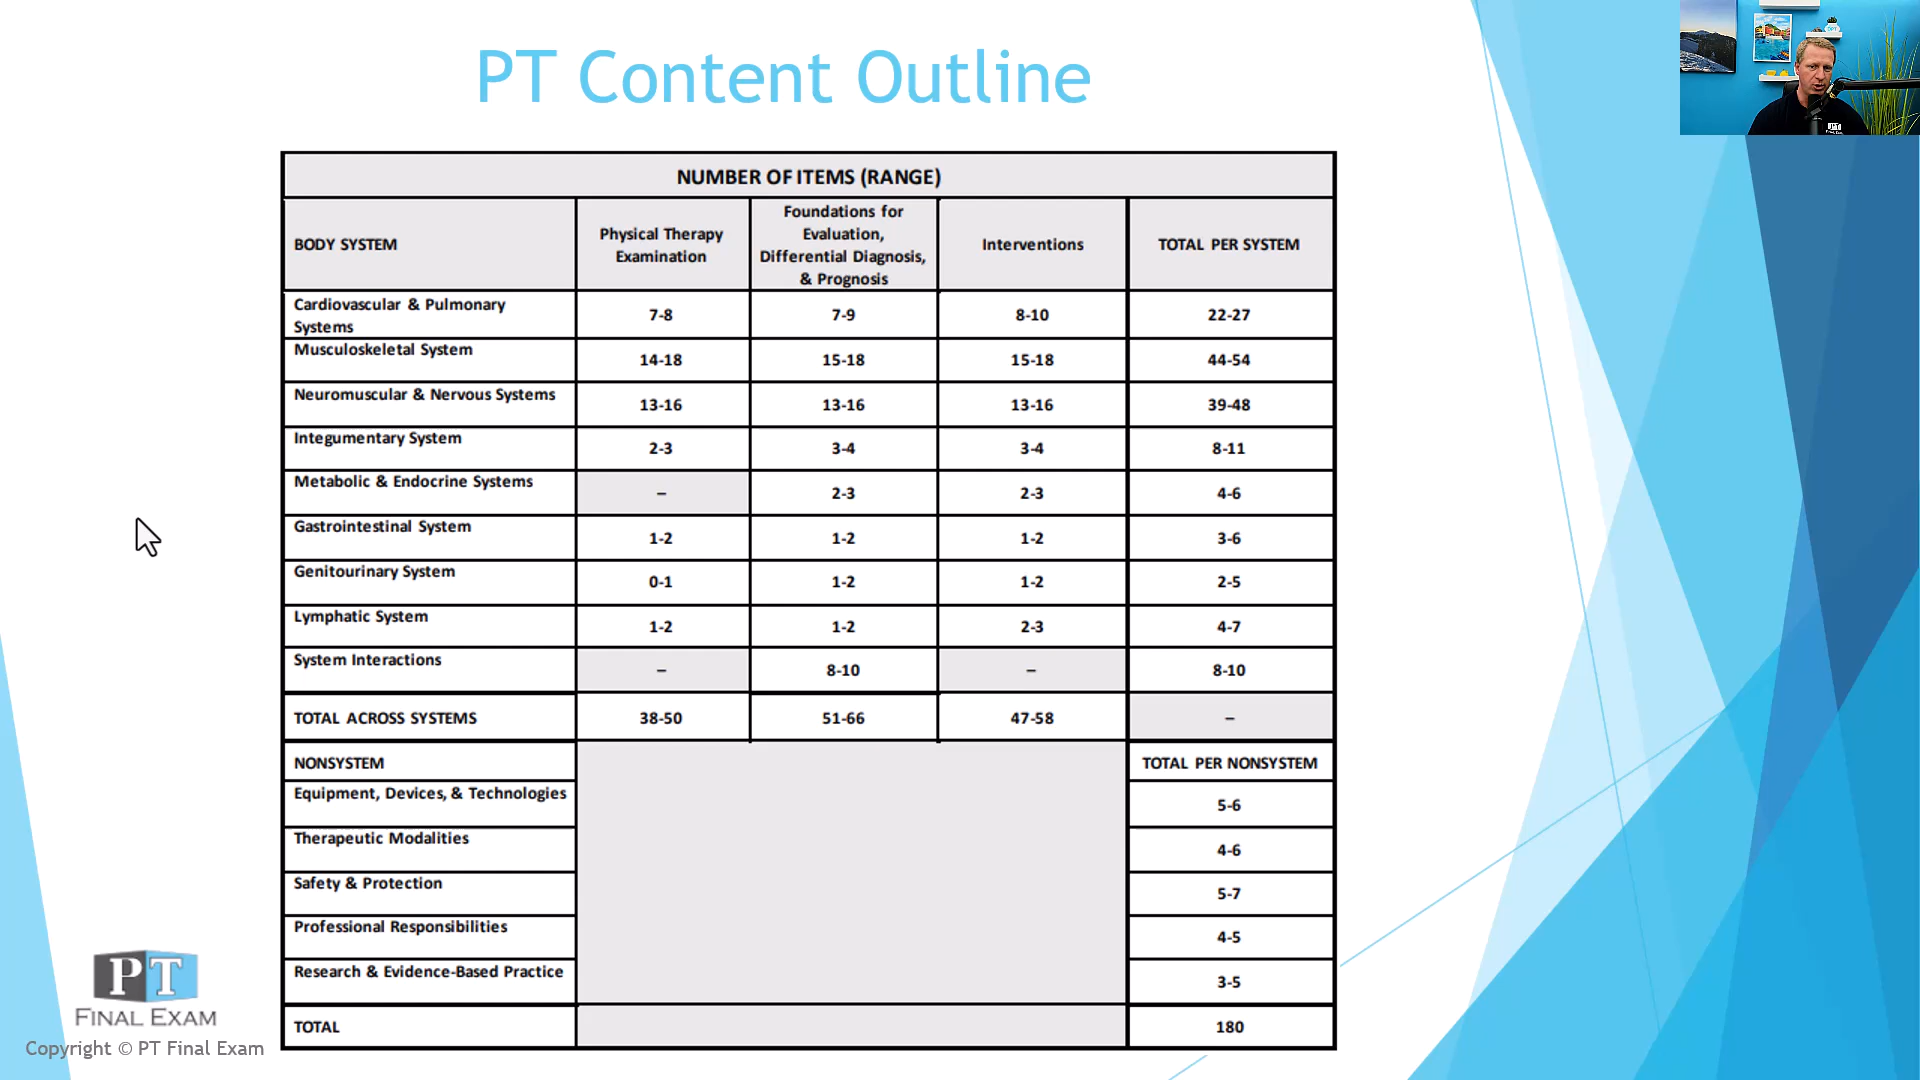 PT Content Outline
NUMBER OF ITEMS (RANGE)
BODY SYSTEM
Physical Therapy
Examination
Foundations for
Evaluation,
Differential Diagnosis,
& Prognosis
Interventions
TOTAL PER SYSTEM
Cardiovascular & Pulmonary
Systems
7-8
7-9
8-10
22-27
Musculoskeletal System
14-18
15-18
15-18
44-54
Neuromuscular & Nervous Systems
13-16
13-16
13-16
39-48
Integumentary System
2-3
3-4
3-4
8-11
Metabolic & Endocrine Systems
–
2-3
2-3
4-6
Gastrointestinal System
1-2
1-2
1-2
3-6
Genitourinary System
0-1
1-2
1-2
2-5
Lymphatic System
1-2
1-2
2-3
4-7
System Interactions
–
8-10
–
8-10
TOTAL ACROSS SYSTEMS
38-50
51-66
47-58
–
NONSYSTEM
TOTAL PER NONSYSTEM
Equipment, Devices, & Technologies
5-6
Therapeutic Modalities
4-6
Safety & Protection
5-7
Professional Responsibilities
4-5
Research & Evidence-Based Practice
3-5
TOTAL
180
PT
FINAL EXAM
Copyright © PT Final Exam